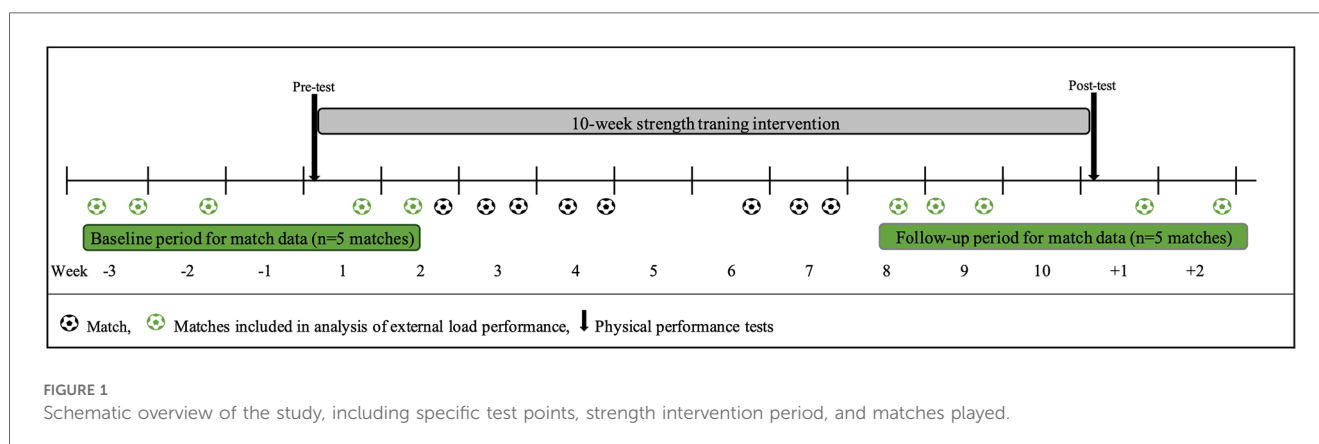 Pre-test
Post-test
10-week strength traning intervention
Baseline period for match data (n=5 matches)
Follow-up period for match data (n=5 matches)
Week -3 -2 -1 1 2 3 4 5 6 7 8 9 10 +1 +2
Match, Matches included in analysis of external load performance, Physical performance tests
FIGURE 1
Schematic overview of the study, including specific test points, strength intervention period, and matches played.